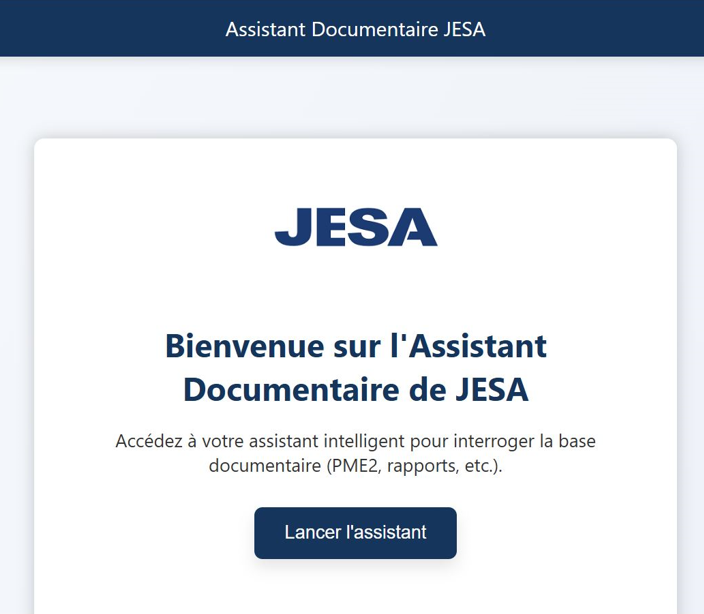 Assistant Documentaire JESA
JESA
Bienvenue sur l'Assistant
Documentaire de JESA
Accédez à votre assistant intelligent pour interroger la base
documentaire (PME2, rapports, etc.).
Lancer l'assistant